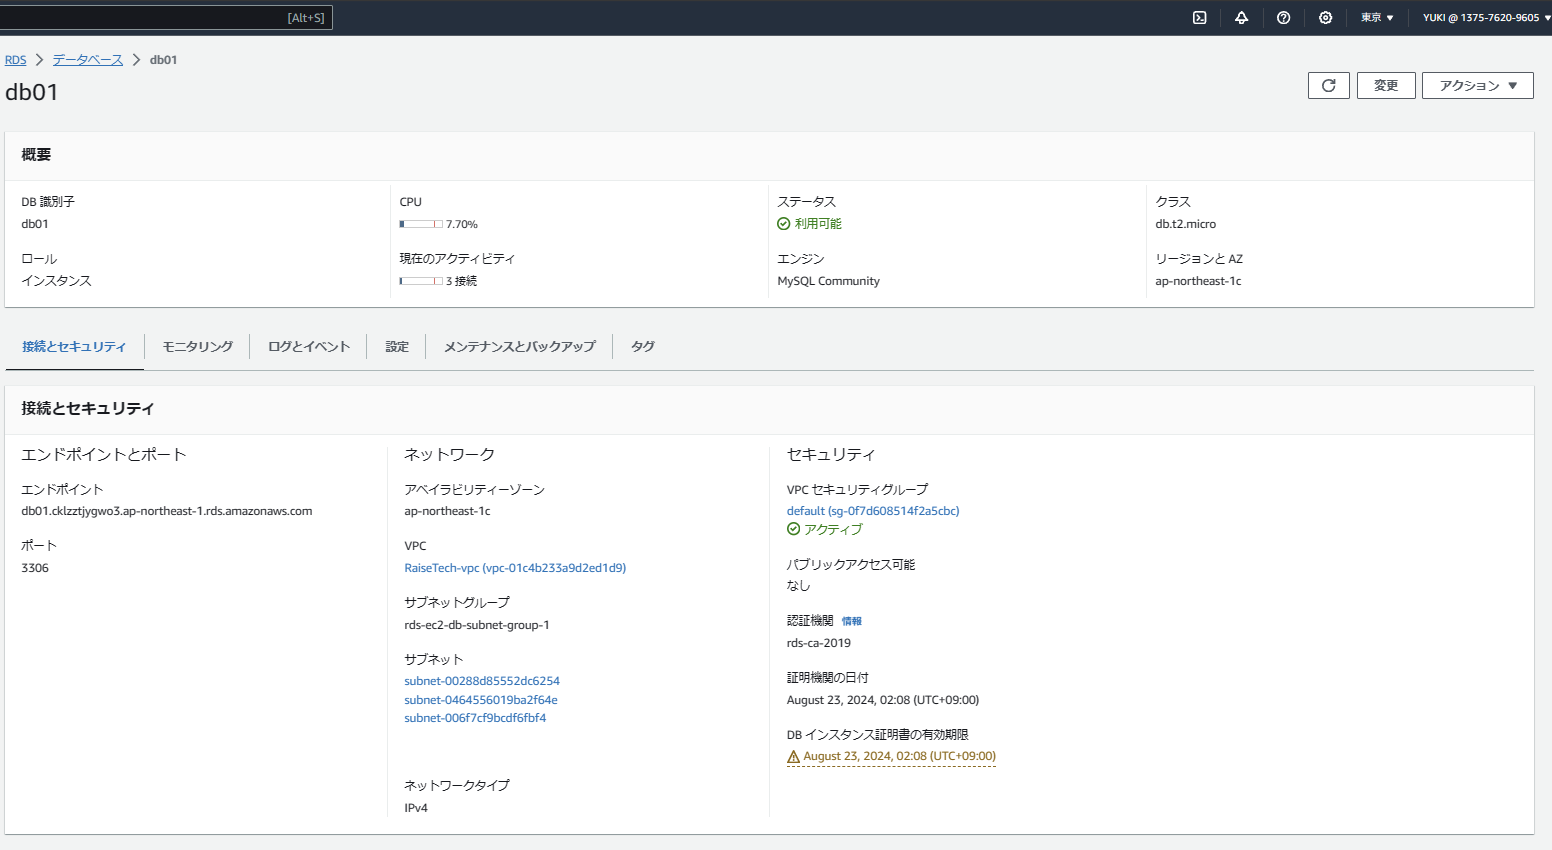 [Alt+S]
東京 ▼
YUKI @ 1375-7620-9605 ▼
RDS > データベース > db01
db01
変更
アクション ▼
概要
DB 識別子
db01
CPU
7.70%
ステータス
利用可能
クラス
db.t2.micro
ロール
インスタンス
現在のアクティビティ
3 接続
エンジン
MySQL Community
リージョンと AZ
ap-northeast-1c
接続とセキュリティ
モニタリング
ログとイベント
設定
メンテナンスとバックアップ
タグ
接続とセキュリティ
エンドポイントとポート
エンドポイント
db01.cklzztjygwo3.ap-northeast-1.rds.amazonaws.com
ポート
3306
ネットワーク
アベイラビリティーゾーン
ap-northeast-1c
VPC
RaiseTech-vpc (vpc-01c4b233a9d2ed1d9)
サブネットグループ
rds-ec2-db-subnet-group-1
サブネット
subnet-00288d85552dc6254
subnet-0464556019ba2f64e
subnet-006f7cf9bcdf6fbf4
ネットワークタイプ
IPv4
セキュリティ
VPC セキュリティグループ
default (sg-0f7d608514f2a5cbc)
アクティブ
パブリックアクセス可能
なし
認証機関 情報
rds-ca-2019
証明機関の日付
August 23, 2024, 02:08 (UTC+09:00)
DB インスタンス証明書の有効期限
August 23, 2024, 02:08 (UTC+09:00)